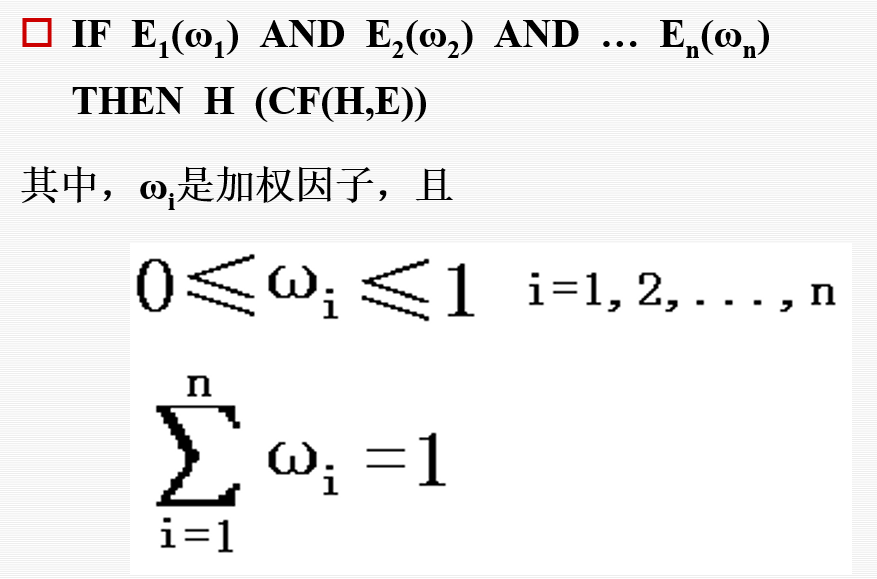 IF E₁(ω₁) AND E₂(ω₂) AND … Eₙ(ωₙ)
THEN H (CF(H,E))
其中，ωᵢ是加权因子，且
0≤ωᵢ≤1 i=1,2,...,n
n
∑ ωᵢ=1
i=1